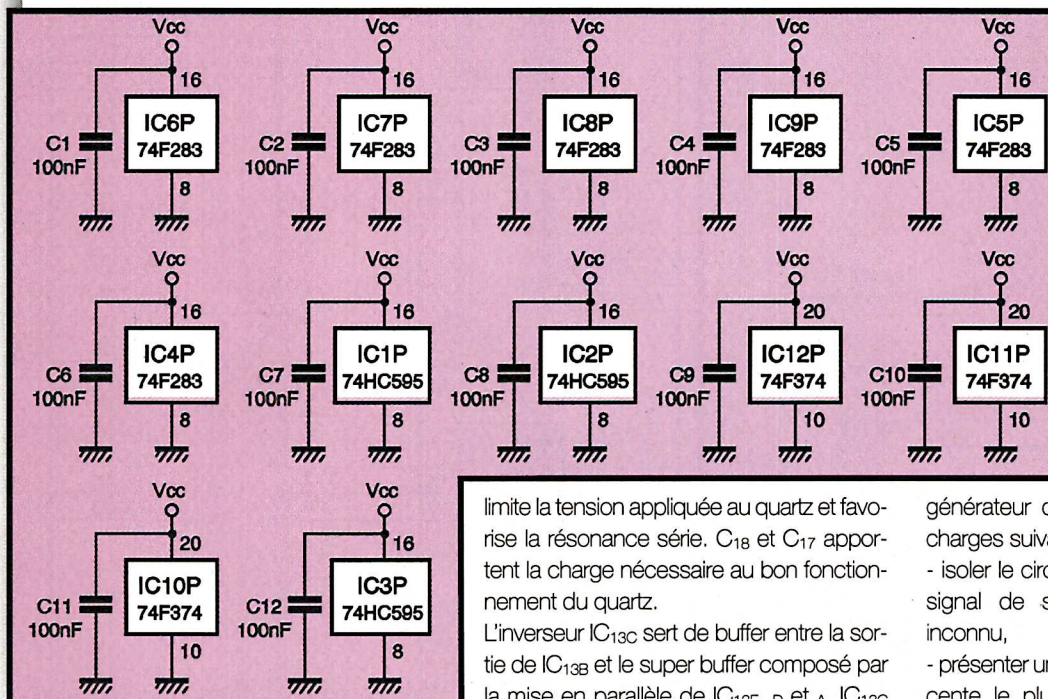 Vcc Vcc Vcc Vcc Vcc
16 16 16 16 16
C1 100nF IC6P 74F283 C2 100nF IC7P 74F283 C3 100nF IC8P 74F283 C4 100nF IC9P 74F283 C5 100nF IC5P 74F283
8 8 8 8 8
Vcc Vcc Vcc Vcc Vcc
16 16 16 20 20
C6 100nF IC4P 74F283 C7 100nF IC1P 74HC595 C8 100nF IC2P 74HC595 C9 100nF IC12P 74F374 C10 100nF IC11P 74F374
8 8 8 10 10
Vcc Vcc
20 16
C11 100nF IC10P 74F374 C12 100nF IC3P 74HC595
10 8
limite la tension appliquée au quartz et favo-
rise la résonance série. C18 et C17 appor-
tent la charge nécessaire au bon fonction-
nement du quartz.
L'inverseur IC13C sert de buffer entre la sor-
tie de IC13B et le super buffer composé par
la mise en parallèle de
générateur
charges
- isoler le
signal de
inconnu,
- présenter
cente le